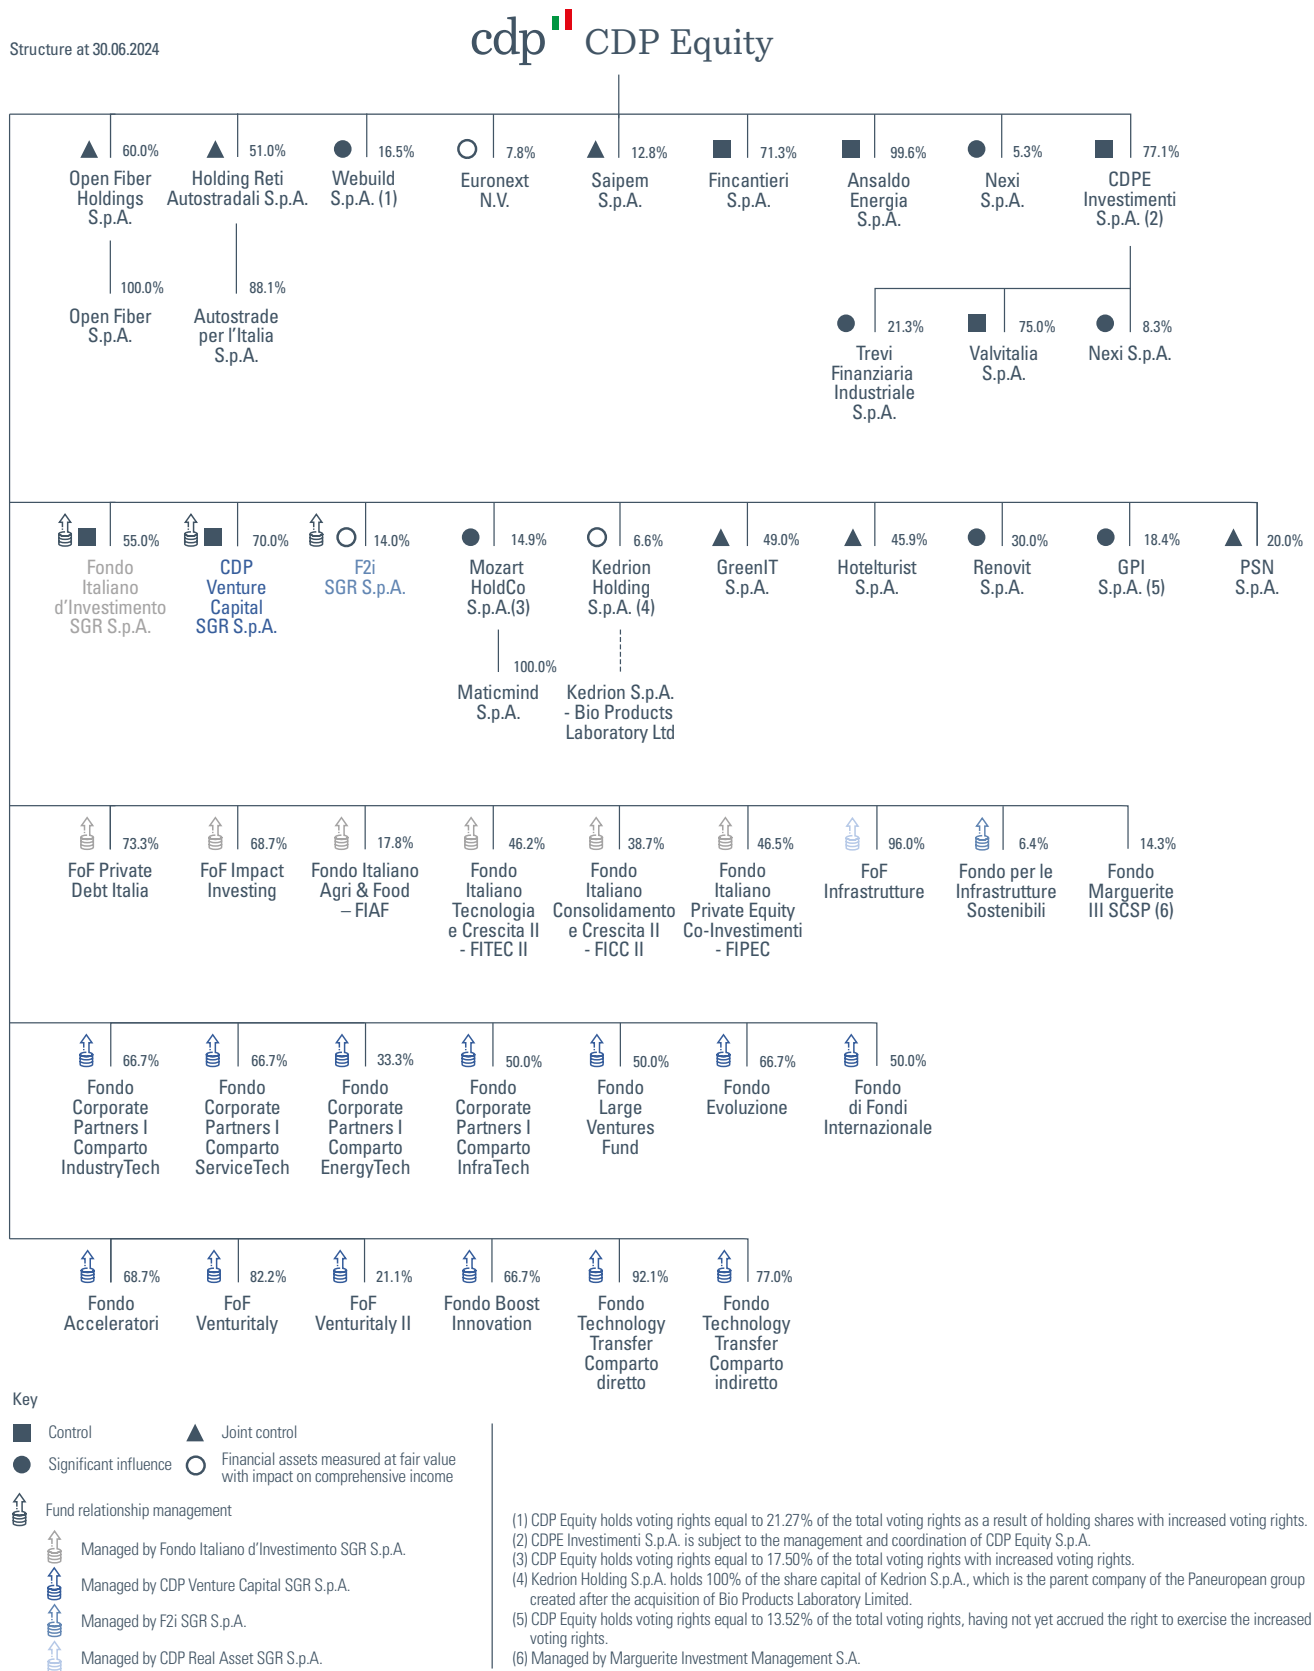 Structure at 30.06.2024
cdp CDP Equity
60.0%
Open Fiber
Holdings
S.p.A.
51.0%
Holding Reti
Autostradali S.p.A.
16.5%
Webuild
S.p.A. (1)
7.8%
Euronext
N.V.
12.8%
Saipem
S.p.A.
71.3%
Fincantieri
S.p.A.
99.6%
Ansaldo
Energia
S.p.A.
5.3%
Nexi
S.p.A.
77.1%
CDPE
Investimenti
S.p.A. (2)
100.0%
Open Fiber
S.p.A.
88.1%
Autostrade
per l'Italia
S.p.A.
21.3%
Trevi
Finanziaria
Industriale
S.p.A.
75.0%
Valvitalia
S.p.A.
8.3%
Nexi S.p.A.
55.0%
Fondo
Italiano
d'Investimento
SGR S.p.A.
70.0%
CDP
Venture
Capital
SGR S.p.A.
14.0%
F2i
SGR S.p.A.
14.9%
Mozart
HoldCo
S.p.A.(3)
6.6%
Kedrion
Holding
S.p.A. (4)
49.0%
GreenIT
S.p.A.
45.9%
Hotelturist
S.p.A.
30.0%
Renovit
S.p.A.
18.4%
GPI
S.p.A. (5)
20.0%
PSN
S.p.A.
100.0%
Maticmind
S.p.A.
Kedrion S.p.A.
- Bio Products
Laboratory Ltd
73.3%
FoF Private
Debt Italia
68.7%
FoF Impact
Investing
17.8%
Fondo Italiano
Agri & Food
– FIAF
46.2%
Fondo
Italiano
Tecnologia
e Crescita II
- FITEC II
38.7%
Fondo
Italiano
Consolidamento
e Crescita II
- FICC II
46.5%
Fondo
Italiano
Private Equity
Co-Investimenti
- FIPEC
96.0%
FoF
Infrastrutture
6.4%
Fondo per le
Infrastrutture
Sostenibili
14.3%
Fondo
Marguerite
III SCSP (6)
66.7%
Fondo
Corporate
Partners I
Comparto
IndustryTech
66.7%
Fondo
Corporate
Partners I
Comparto
ServiceTech
33.3%
Fondo
Corporate
Partners I
Comparto
EnergyTech
50.0%
Fondo
Corporate
Partners I
Comparto
InfraTech
50.0%
Fondo
Large
Ventures
Fund
66.7%
Fondo
Evoluzione
50.0%
Fondo
di Fondi
Internazionale
68.7%
Fondo
Acceleratori
82.2%
FoF
Venturitaly
21.1%
FoF
Venturitaly II
66.7%
Fondo Boost
Innovation
92.1%
Fondo
Technology
Transfer
Comparto
diretto
77.0%
Fondo
Technology
Transfer
Comparto
indiretto
Key
Control
Joint control
Significant influence
Financial assets measured at fair value
with impact on comprehensive income
Fund relationship management
Managed by Fondo Italiano d'Investimento SGR S.p.A.
Managed by CDP Venture Capital SGR S.p.A.
Managed by F2i SGR S.p.A.
Managed by CDP Real Asset SGR S.p.A.
(1) CDP Equity holds voting rights equal to 21.27% of the total voting rights as a result of holding shares with increased voting rights.
(2) CDPE Investimenti S.p.A. is subject to the management and coordination of CDP Equity S.p.A.
(3) CDP Equity holds voting rights equal to 17.50% of the total voting rights with increased voting rights.
(4) Kedrion Holding S.p.A. holds 100% of the share capital of Kedrion S.p.A., which is the parent company of the Paneuropean group
created after the acquisition of Bio Products Laboratory Limited.
(5) CDP Equity holds voting rights equal to 13.52% of the total voting rights, having not yet accrued the right to exercise the increased
voting rights.
(6) Managed by Marguerite Investment Management S.A.